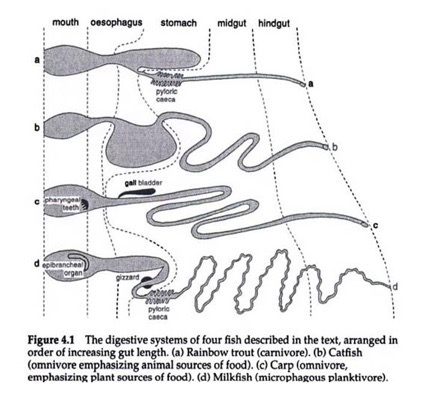 mouth oesophagus stomach midgut hindgut
a
pyloric
caeca
a
b
b
gall bladder
c
pharyngeal
teeth
c
d
epibrancheal
organ
gizzard
pyloric
caeca
d
Figure 4.1 The digestive systems of four fish described in the text, arranged in
order of increasing gut length. (a) Rainbow trout (carnivore). (b) Catfish
(omnivore emphasizing animal sources of food). (c) Carp (omnivore,
emphasizing plant sources of food). (d) Milkfish (microphagous planktivore).